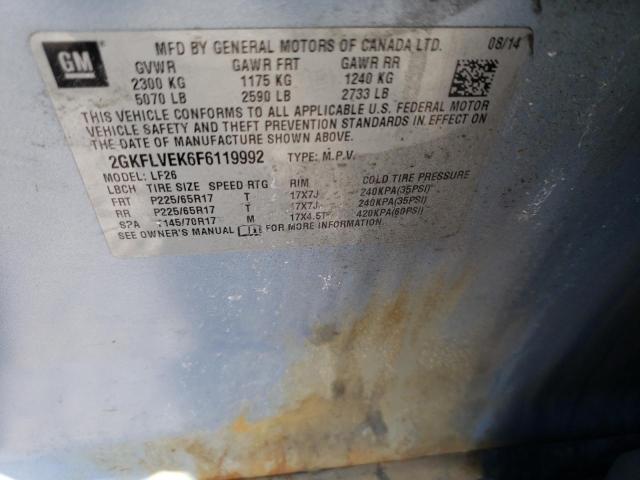 GM
MFD BY GENERAL MOTORS OF CANADA LTD. 08/14
GVWR GAWR FRT GAWR RR
2300 KG 1175 KG 1240 KG
5070 LB 2590 LB 2733 LB
THIS VEHICLE CONFORMS TO ALL APPLICABLE U.S. FEDERAL MOTOR
VEHICLE SAFETY AND THEFT PREVENTION STANDARDS IN EFFECT ON
THE DATE OF MANUFACTURE SHOWN ABOVE.
2GKFLVEK6F6119992 TYPE: M.P.V.
MODEL: LF26
LBCH TIRE SIZE SPEED RTG RIM COLD TIRE PRESSURE
FRT P225/65R17 T 17X7J 240KPA(35PSI)
RR P225/65R17 T 17X7J 240KPA(35PSI)
SPA T145/70R17 M 17X4.5T 420KPA(60PSI)
SEE OWNER'S MANUAL FOR MORE INFORMATION